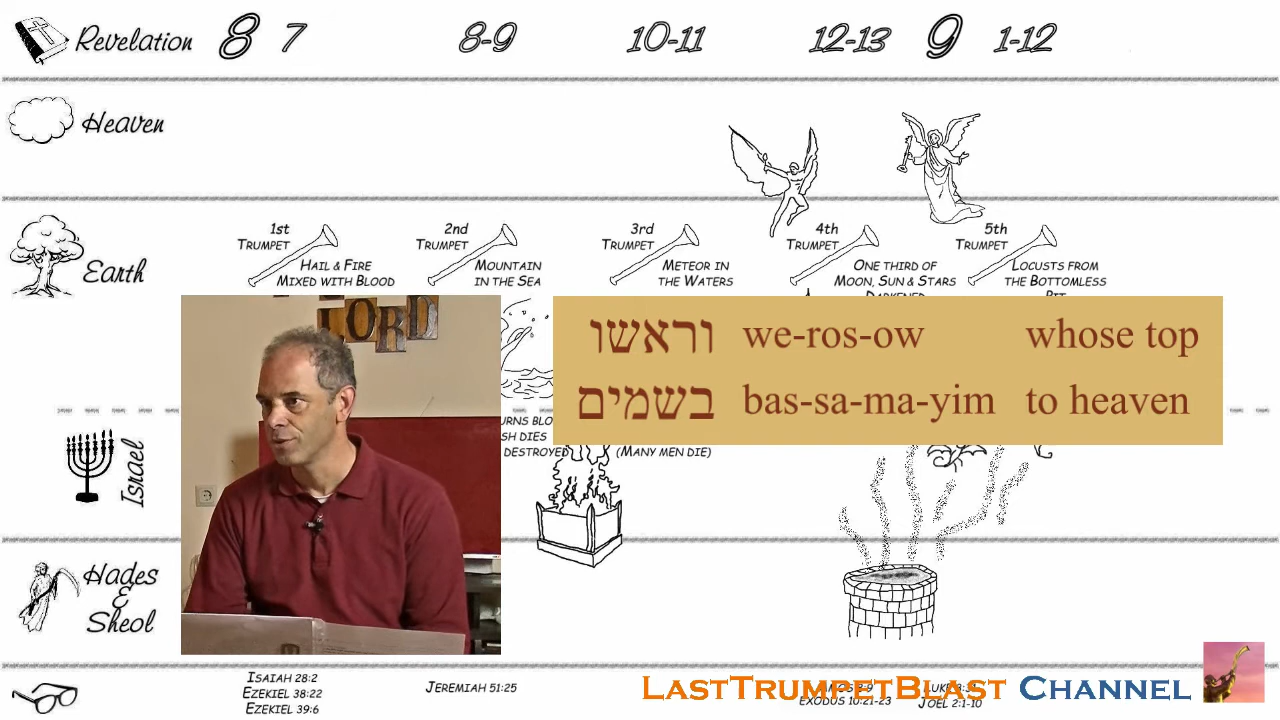 Revelation 8 7 8-9 10-11 12-13 9 1-12
Heaven
1st
TRUMPET
HAIL & FIRE
MIXED WITH BLOOD
2nd
TRUMPET
MOUNTAIN
IN THE SEA
3rd
TRUMPET
METEOR IN
THE WATERS
4th
TRUMPET
ONE THIRD OF
MOON, SUN & STARS
DARKENED
5th
TRUMPET
LOCUSTS FROM
THE BOTTOMLESS
PIT
Earth
LORD
וראשו we-ros-ow whose top
בשמים bas-sa-ma-yim to heaven
DIES
DESTROYED
(MANY MEN DIE)
Israel
Hades
&
Sheol
ISAIAH 28:2
EZEKIEL 38:22
EZEKIEL 39:6
JEREMIAH 51:25
EXODUS 10:21-23
JOEL 2:1-10
LASTTRUMPETBLAST CHANNEL